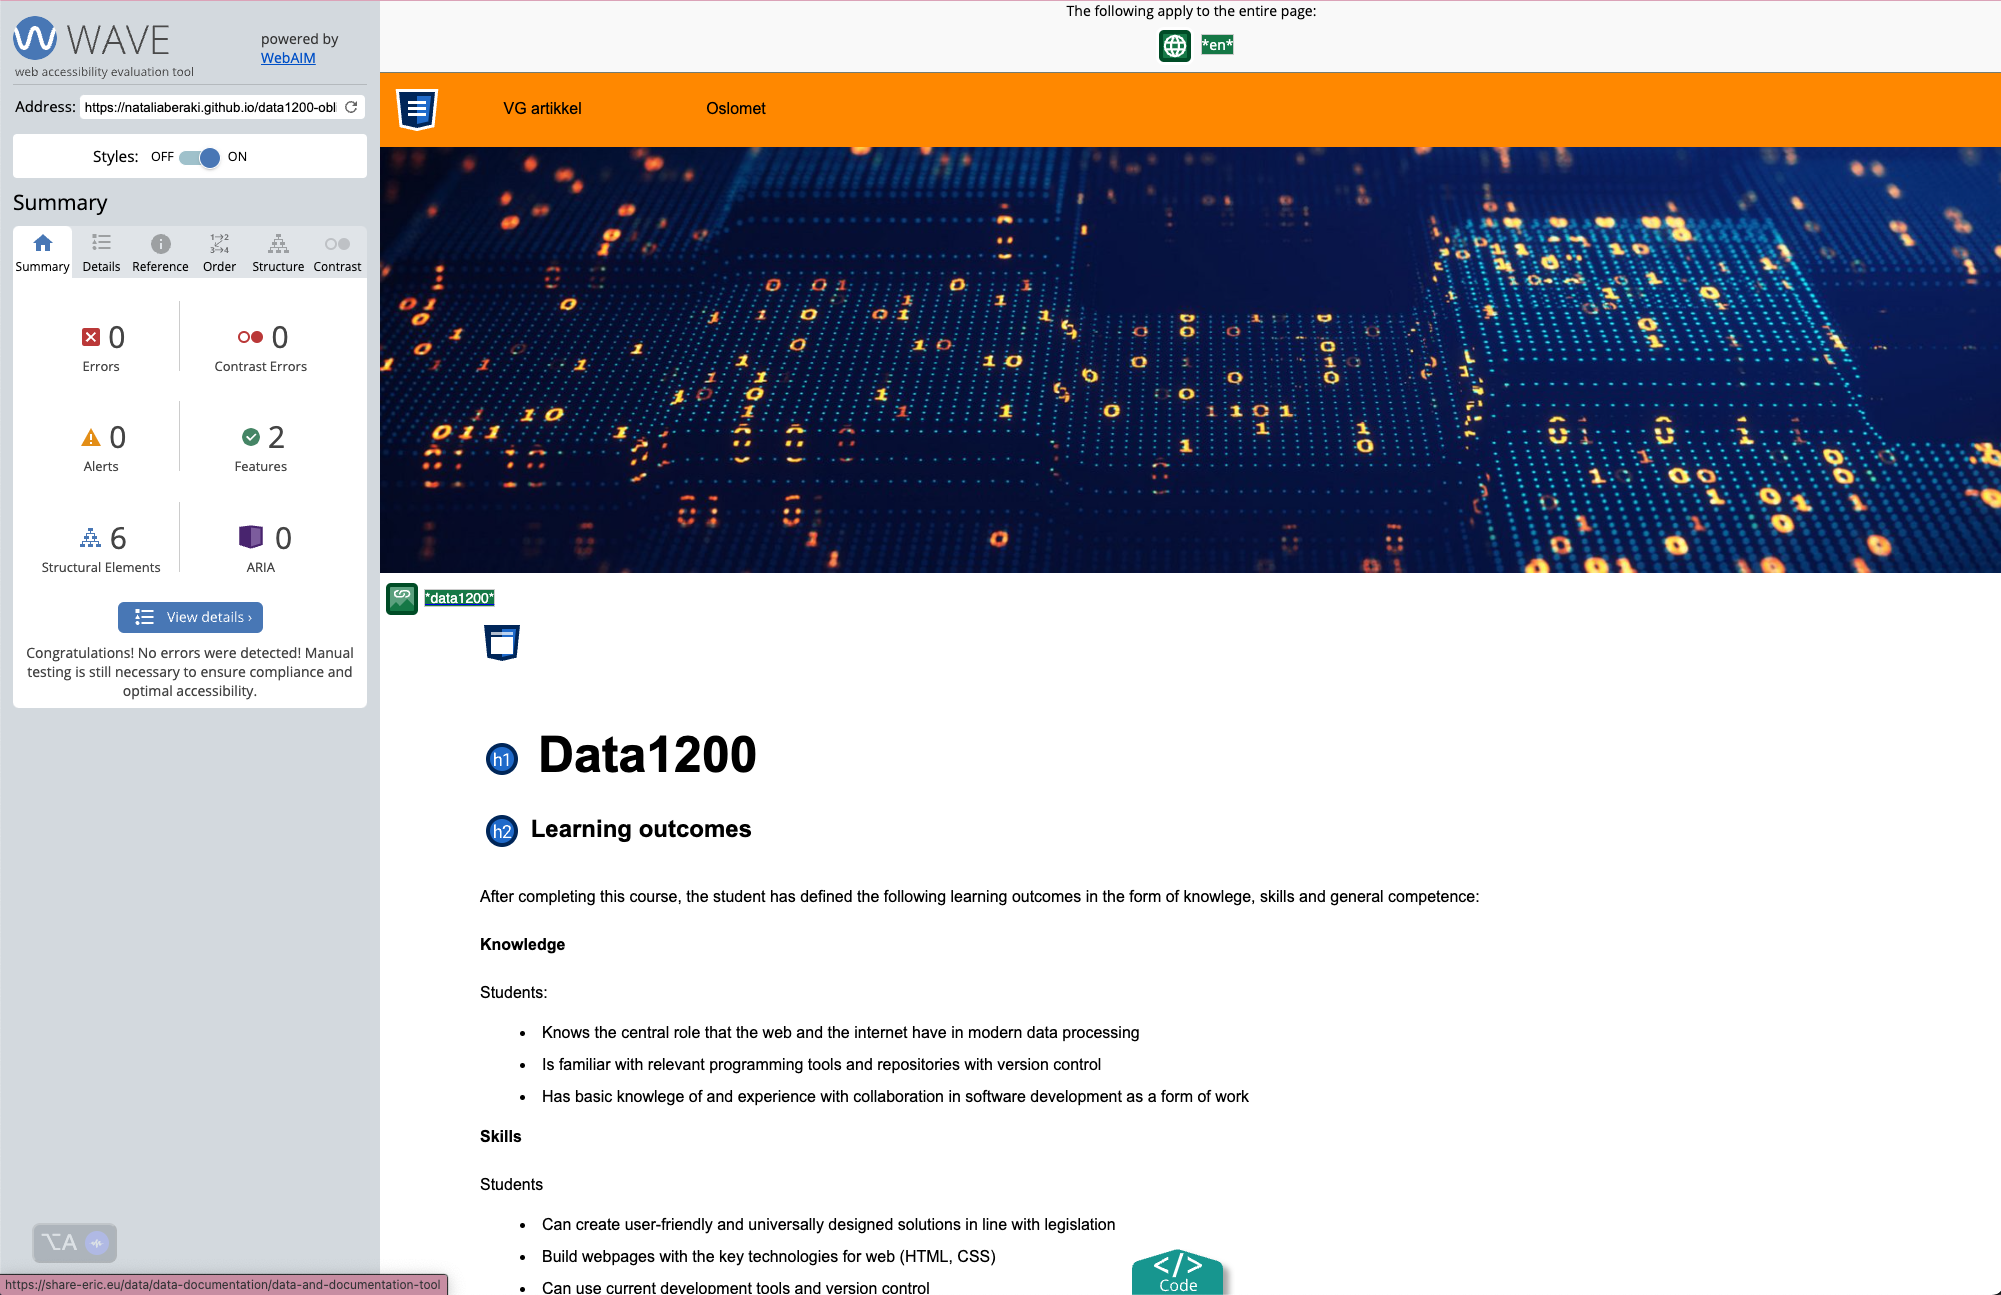 WAVE
web accessibility evaluation tool
powered by
WebAIM
Address: https://nataliaberaki.github.io/data1200-obl
Styles: OFF ON
Summary
Summary Details Reference Order Structure Contrast
0 Errors
0 Contrast Errors
0 Alerts
2 Features
6 Structural Elements
0 ARIA
View details ›
Congratulations! No errors were detected! Manual
testing is still necessary to ensure compliance and
optimal accessibility.
⌥A
https://share-eric.eu/data/data-documentation/data-and-documentation-tool
The following apply to the entire page:
*en*
VG artikkel Oslomet
*data1200*
h1 Data1200
h2 Learning outcomes
After completing this course, the student has defined the following learning outcomes in the form of knowlege, skills and general competence:
Knowledge
Students:
• Knows the central role that the web and the internet have in modern data processing
• Is familiar with relevant programming tools and repositories with version control
• Has basic knowlege of and experience with collaboration in software development as a form of work
Skills
Students
• Can create user-friendly and universally designed solutions in line with legislation
• Build webpages with the key technologies for web (HTML, CSS)
• Can use current development tools and version control
</> Code